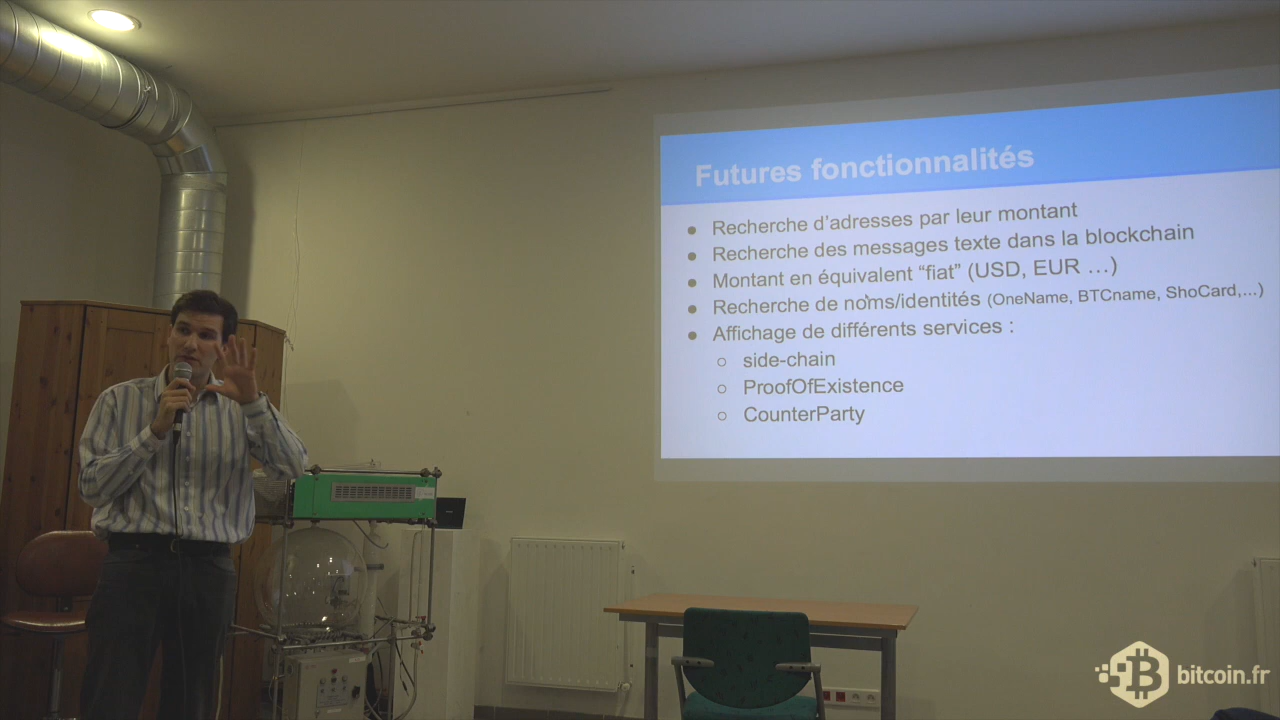 Futures fonctionnalités
● Recherche d'adresses par leur montant
● Recherche des messages texte dans la blockchain
● Montant en équivalent “fiat” (USD, EUR …)
● Recherche de noms/identités (OneName, BTCname, ShoCard,...)
● Affichage de différents services :
○ side-chain
○ ProofOfExistence
○ CounterParty
bitcoin.fr